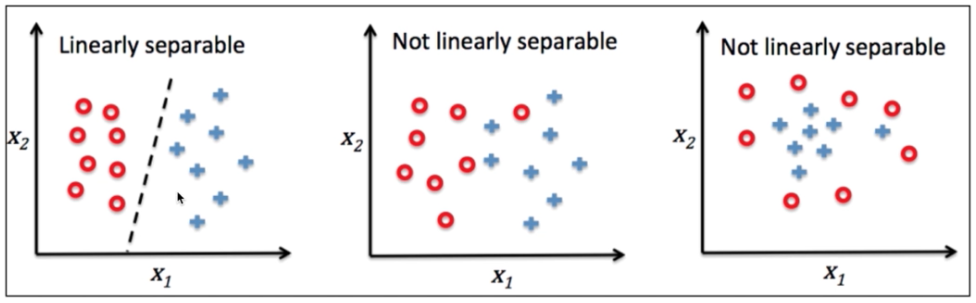 Linearly separable
x₂
x₁
Not linearly separable
x₂
x₁
Not linearly separable
x₂
x₁